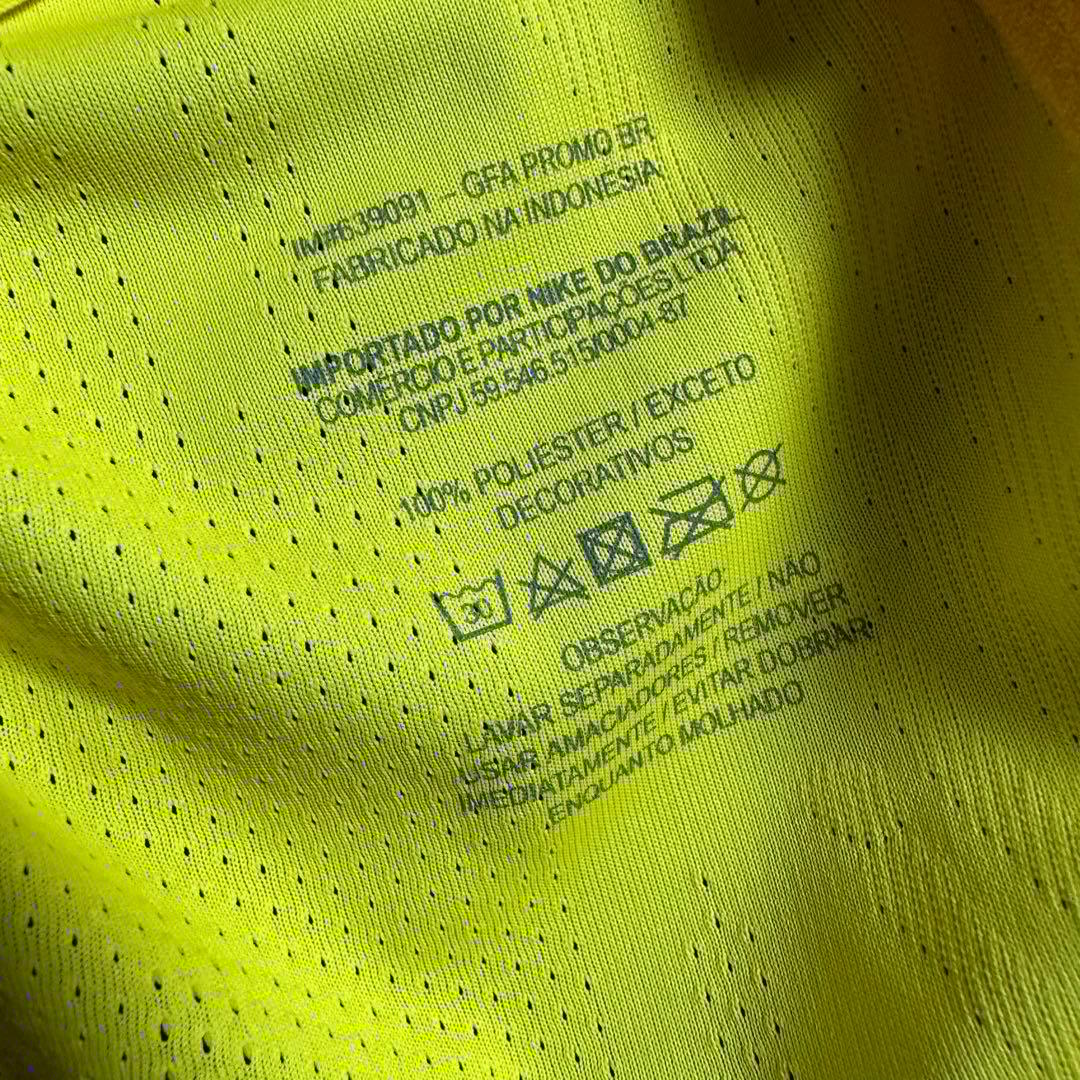 IM#639091 - GFA PROMO BR
FABRICADO NA INDONESIA
IMPORTADO POR NIKE DO BRAZIL
COMERCIO E PARTICIPAÇOES LTDA
CNPJ 59.546.515/0004-87
100% POLIESTER / EXCETO
DECORATIVOS
30
OBSERVAÇÃO
LAVAR SEPARADAMENTE / NÃO
USAR AMACIADORES / REMOVER
IMEDIATAMENTE / EVITAR DOBRAR
ENQUANTO MOLHADO